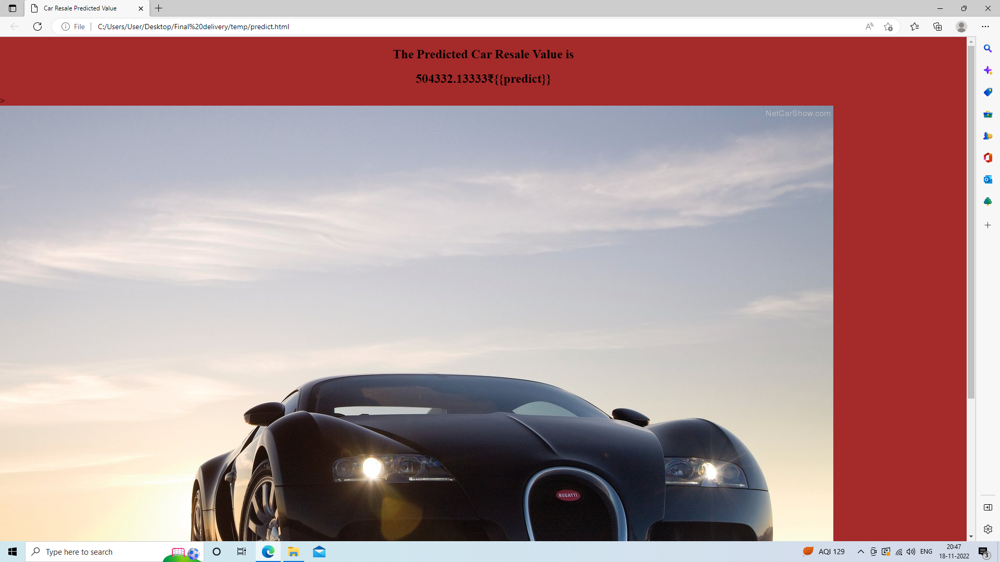 Car Resale Predicted Value
File
C:/Users/User/Desktop/Final%20delivery/temp/predict.html
The Predicted Car Resale Value is
504332.13333₹{{predict}}
>
NetCarShow.com
BUGATTI
Type here to search
AQI 129
ENG
20:47
18-11-2022
3